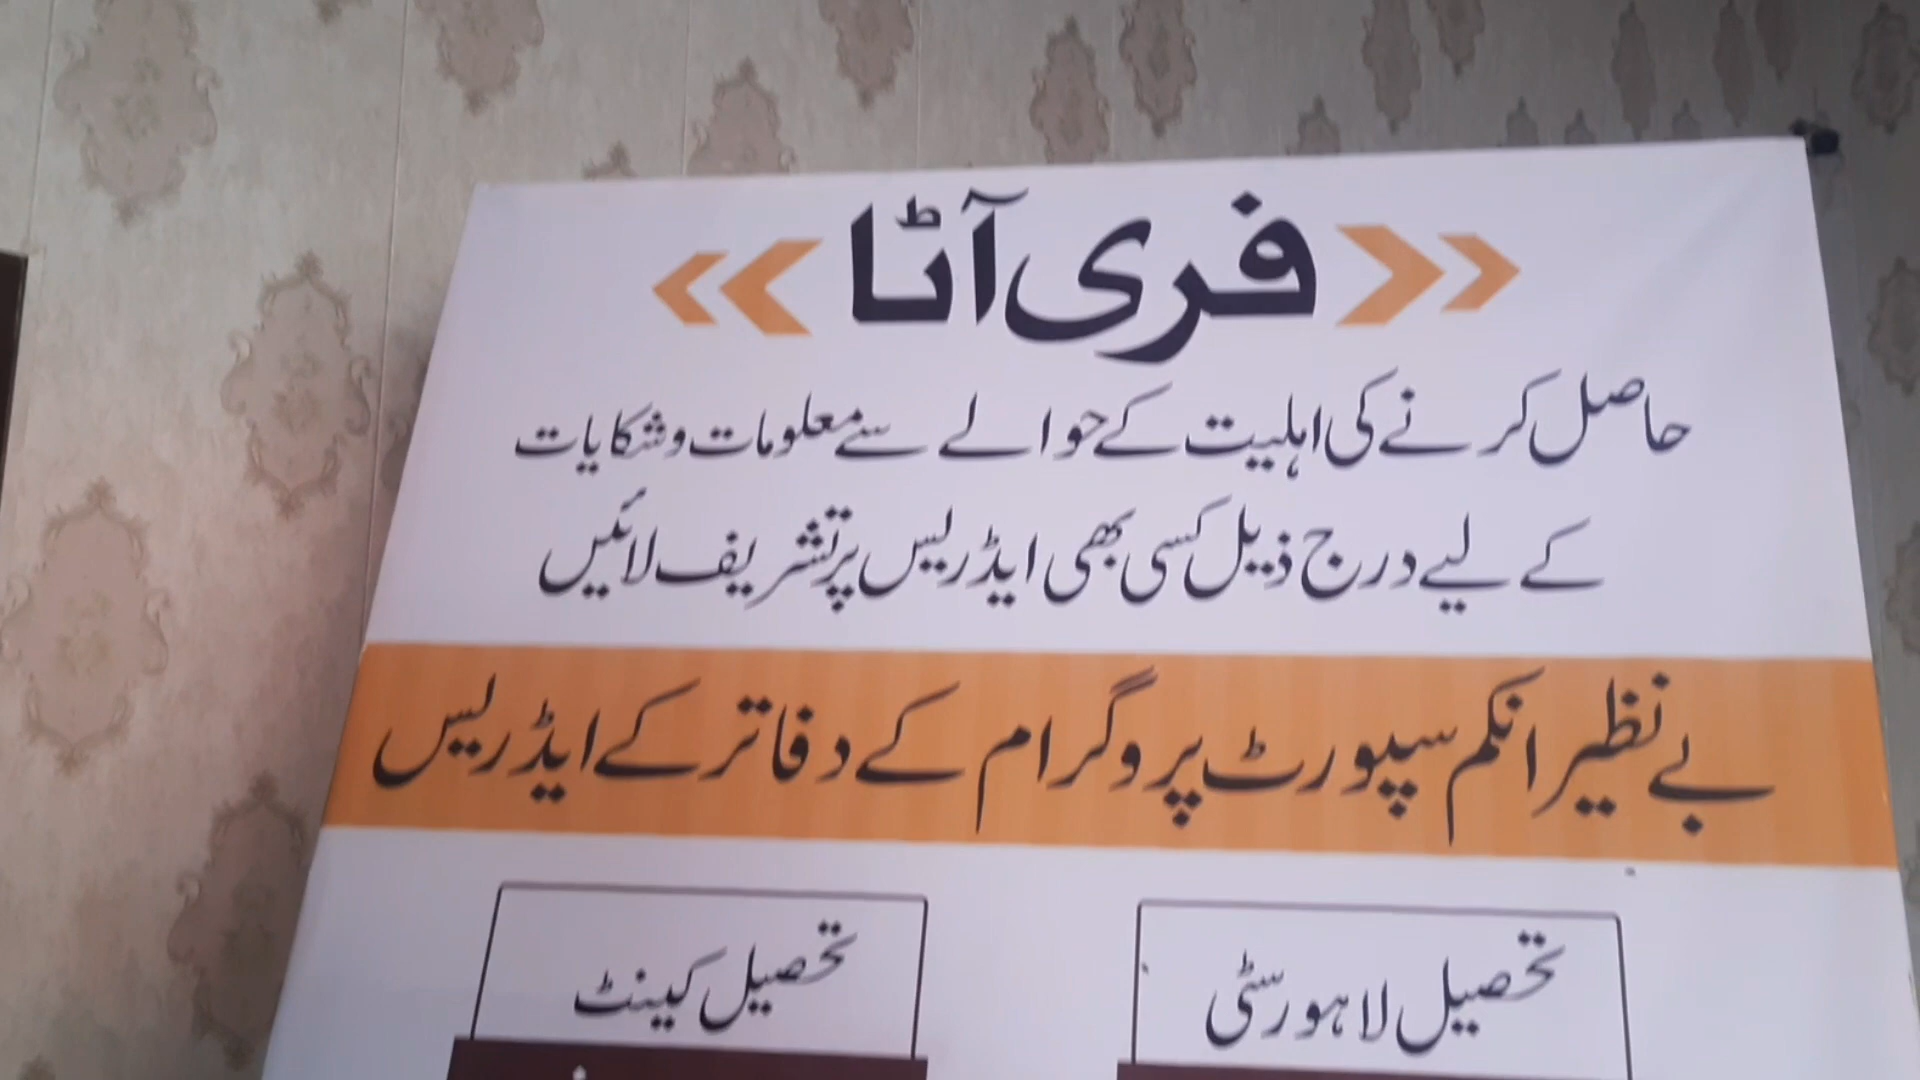 فری آٹا
حاصل کرنے کی اہلیت کے حوالے سے معلومات و شکایات
کے لیے درج ذیل کسی بھی ایڈریس پر تشریف لائیں
بے نظیر انکم سپورٹ پروگرام کے دفاتر کے ایڈریس
تحصیل لاہور سٹی
تحصیل کینٹ